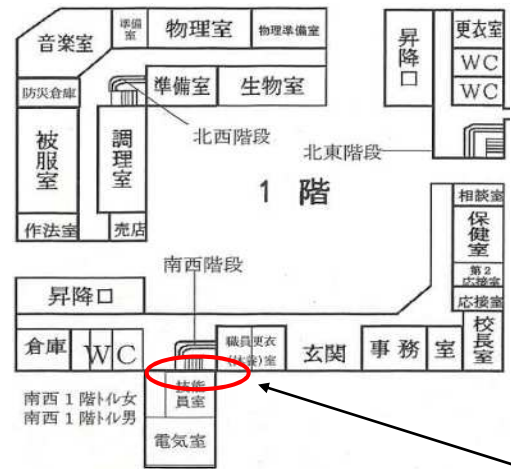 音楽室
準備室
物理室
物理準備室
昇降口
更衣室
WC
WC
防災倉庫
準備室
生物室
北西階段
北東階段
被服室
調理室
1 階
相談室
保健室
作法室
売店
第2応接室
南西階段
昇降口
応接室
倉庫
WC
職員更衣(休養)室
玄関
事務室
校長室
技能員室
南西1階トイレ女
南西1階トイレ男
電気室